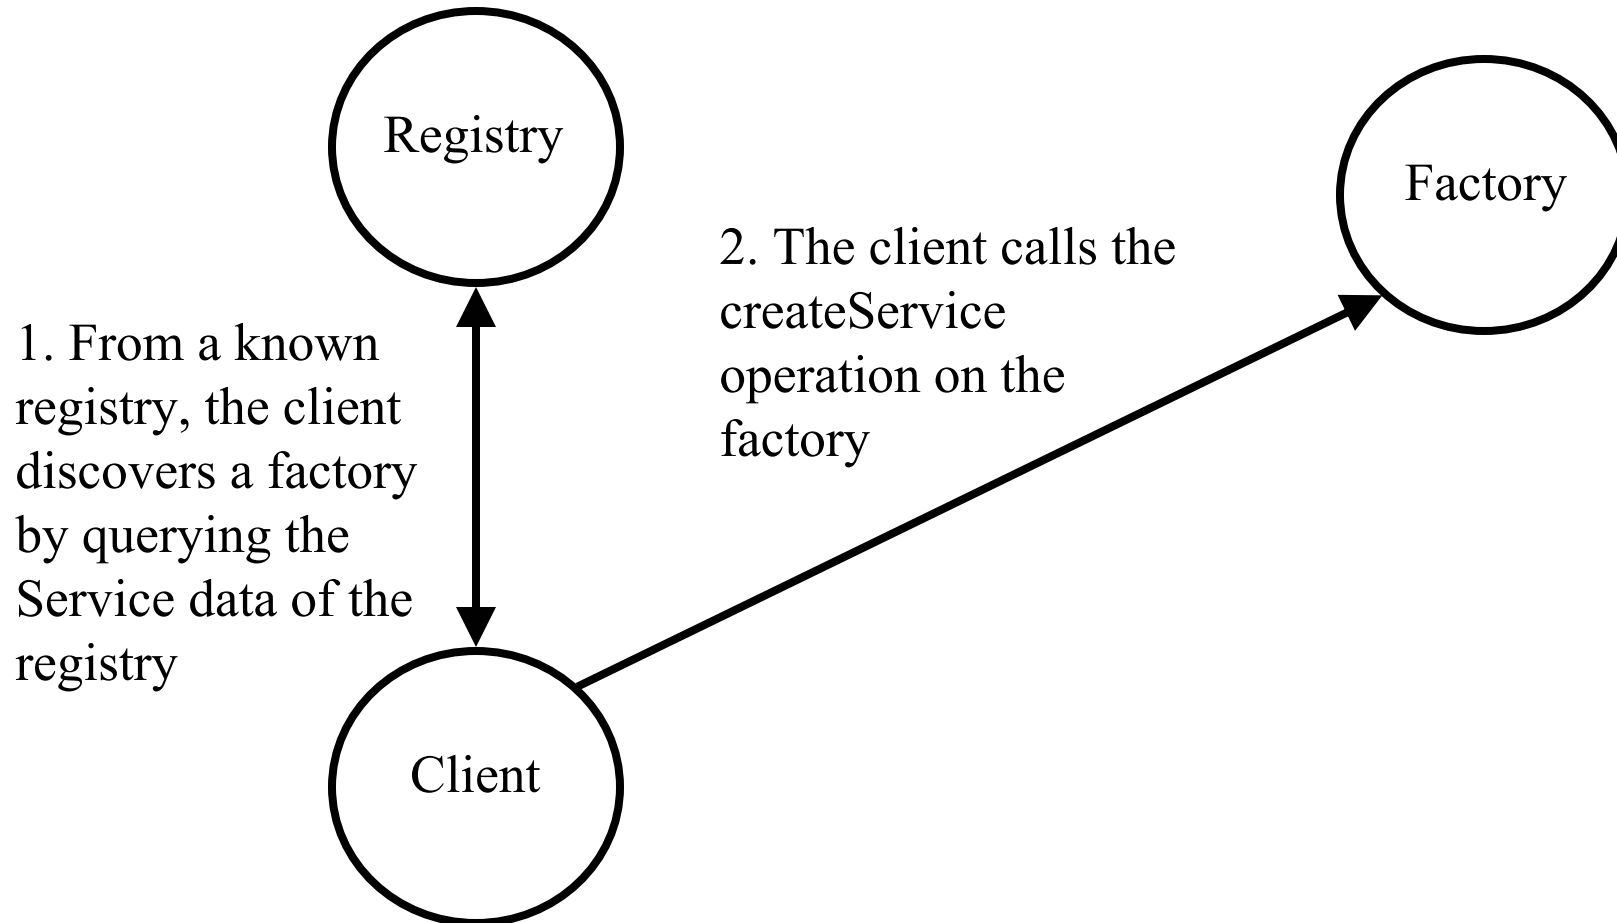 Registry
Factory
2. The client calls the
createService
operation on the
factory
1. From a known
registry, the client
discovers a factory
by querying the
Service data of the
registry
Client